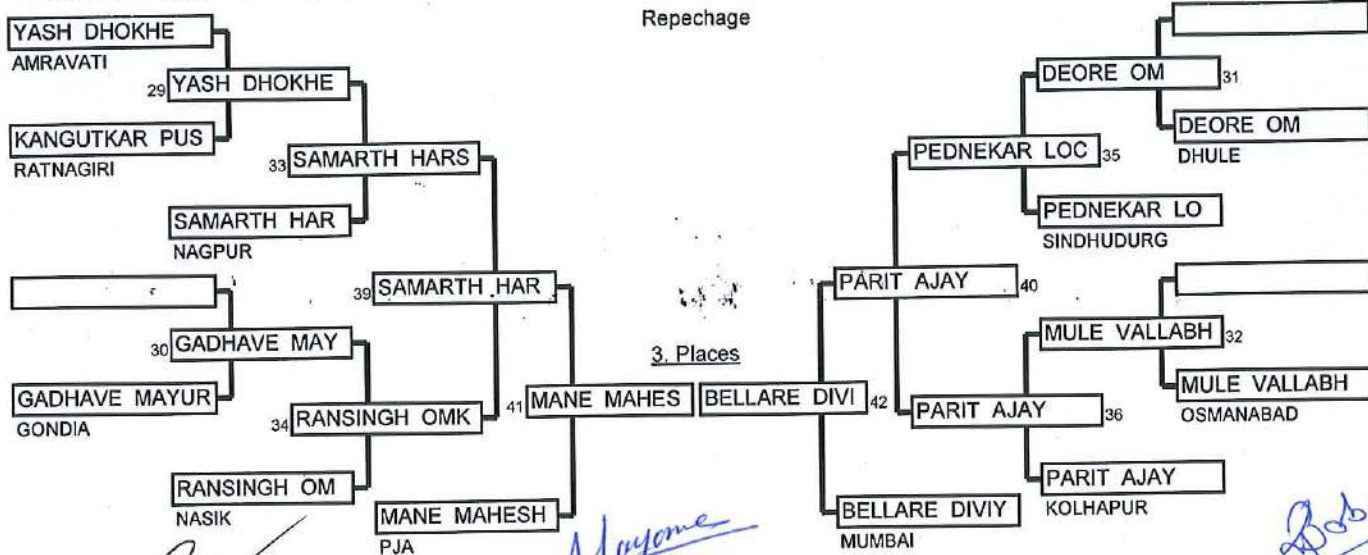 Repechage
YASH DHOKHE
AMRAVATI
29 YASH DHOKHE
KANGUTKAR PUS
RATNAGIRI
33 SAMARTH HARS
SAMARTH HAR
NAGPUR
39 SAMARTH HAR
30 GADHAVE MAY
GADHAVE MAYUR
GONDIA
34 RANSINGH OMK
RANSINGH OM
NASIK
41 MANE MAHES
MANE MAHESH
PJA
3. Places
DEORE OM 31
DEORE OM
DHULE
PEDNEKAR LOC 35
PEDNEKAR LO
SINDHUDURG
PARIT AJAY 40
MULE VALLABH 32
MULE VALLABH
OSMANABAD
BELLARE DIVI 42
PARIT AJAY 36
PARIT AJAY
KOLHAPUR
BELLARE DIVIY
MUMBAI